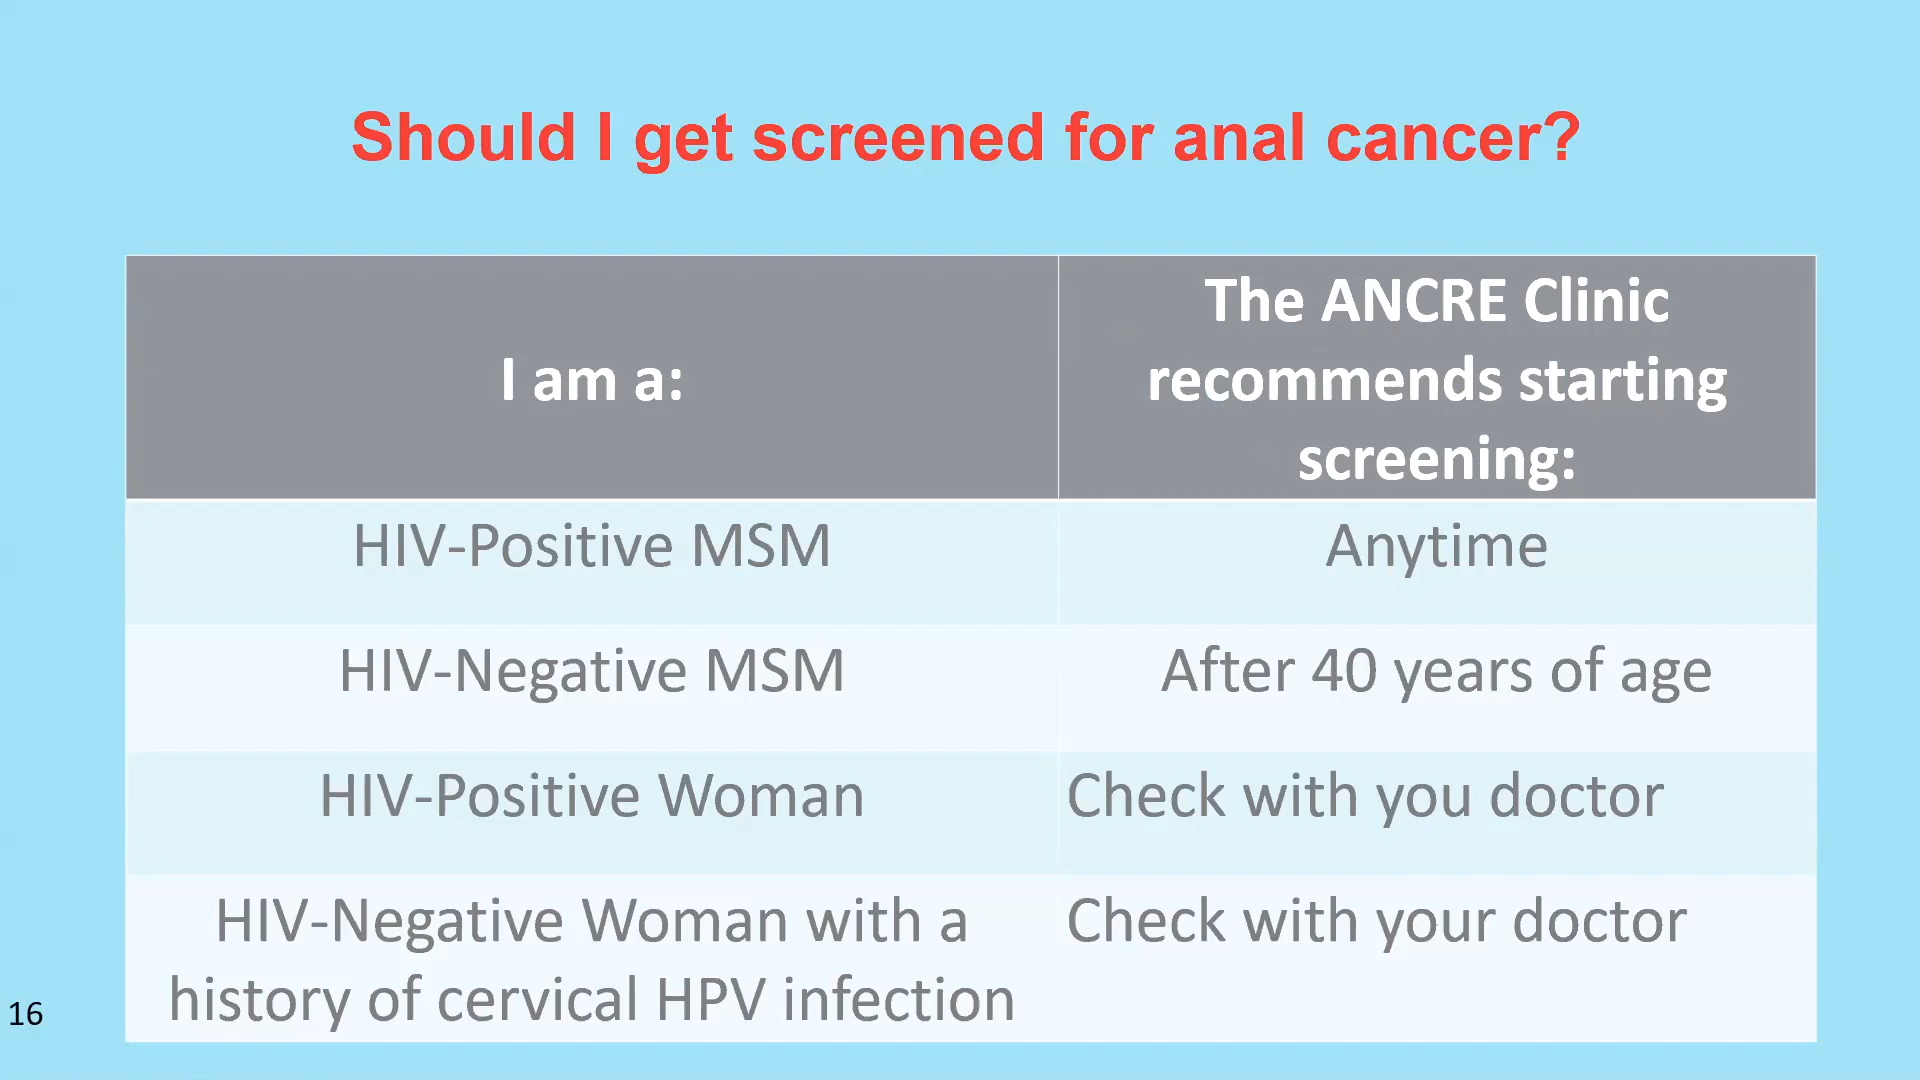 Should I get screened for anal cancer?
I am a:
The ANCRE Clinic
recommends starting
screening:
HIV-Positive MSM
Anytime
HIV-Negative MSM
After 40 years of age
HIV-Positive Woman
Check with you doctor
HIV-Negative Woman with a
history of cervical HPV infection
Check with your doctor
16